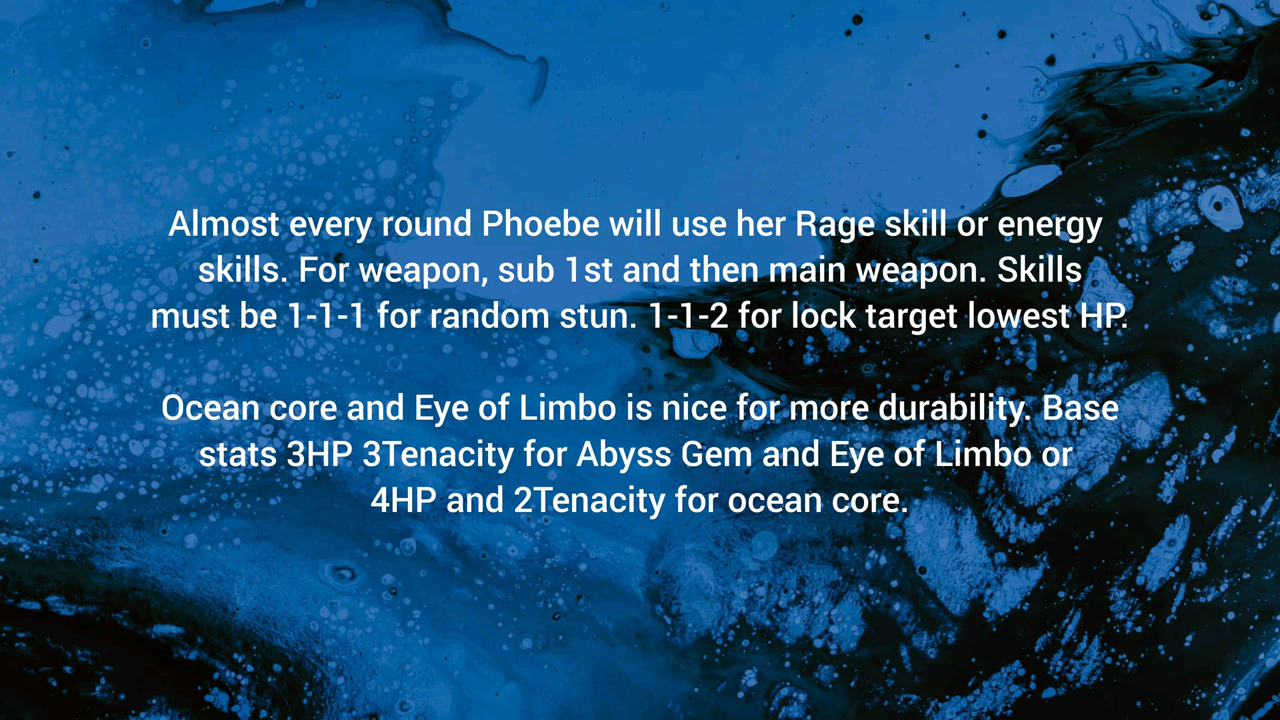 Almost every round Phoebe will use her Rage skill or energy
skills. For weapon, sub 1st and then main weapon. Skills
must be 1-1-1 for random stun. 1-1-2 for lock target lowest HP.
Ocean core and Eye of Limbo is nice for more durability. Base
stats 3HP 3Tenacity for Abyss Gem and Eye of Limbo or
4HP and 2Tenacity for ocean core.